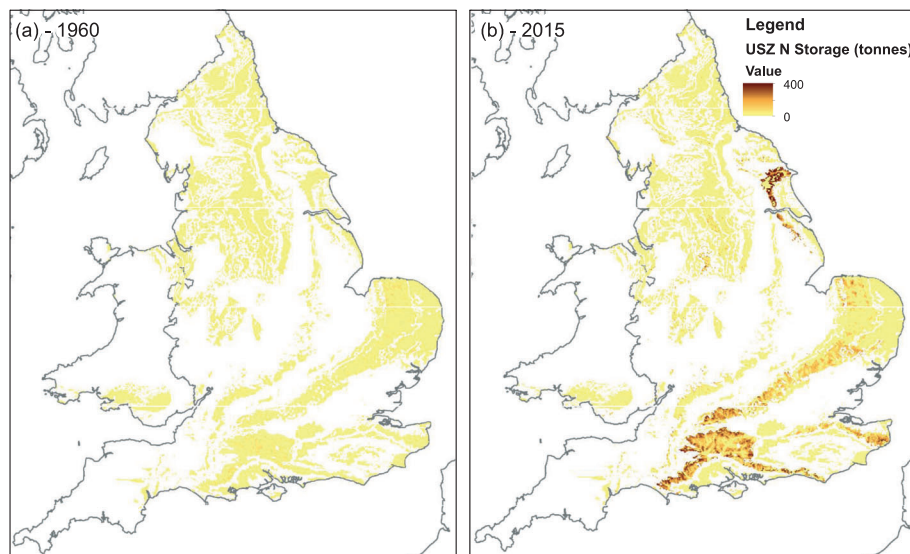 (a) - 1960
(b) - 2015
Legend
USZ N Storage (tonnes)
Value
400
0